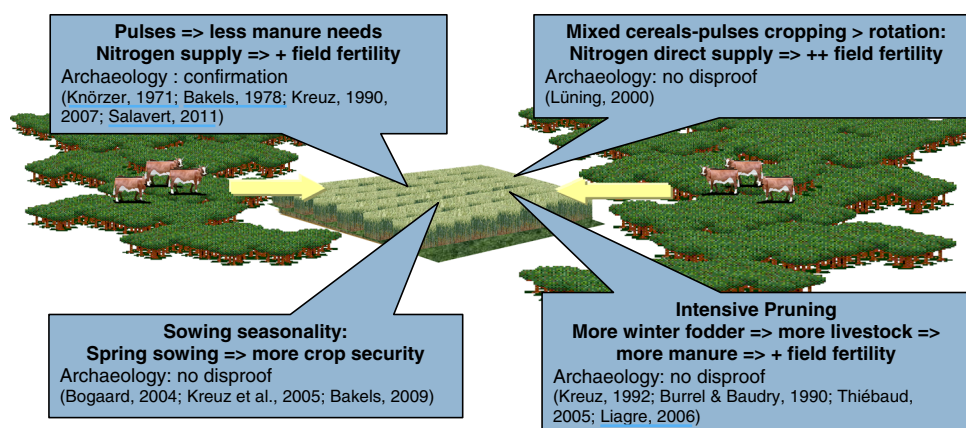 Pulses => less manure needs
Nitrogen supply => + field fertility
Archaeology : confirmation
(Knörzer, 1971; Bakels, 1978; Kreuz, 1990,
2007; Salavert, 2011)
Mixed cereals-pulses cropping > rotation:
Nitrogen direct supply => ++ field fertility
Archaeology: no disproof
(Lüning, 2000)
Sowing seasonality:
Spring sowing => more crop security
Archaeology: no disproof
(Bogaard, 2004; Kreuz et al., 2005; Bakels, 2009)
Intensive Pruning
More winter fodder => more livestock =>
more manure => + field fertility
Archaeology: no disproof
(Kreuz, 1992; Burrel & Baudry, 1990; Thiébaud,
2005; Liagre, 2006)